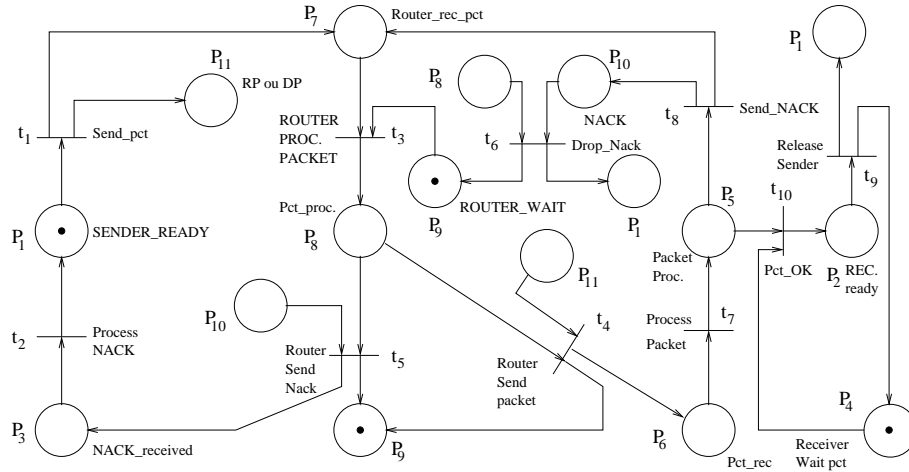 P7
Router_rec_pct
P11
RP ou DP
P8
P10
P1
t1
Send_pct
ROUTER
PROC.
PACKET
t3
t6
NACK
Drop_Nack
t8
Send_NACK
Release
Sender
t9
P1
SENDER_READY
Pct_proc.
P8
P9
ROUTER_WAIT
P1
P5
Packet
Proc.
t10
Pct_OK
P2
REC.
ready
P11
t2
Process
NACK
P10
Router
Send
Nack
t5
Router
Send
packet
t4
Process
Packet
t7
P3
NACK_received
P9
P6
Pct_rec
P4
Receiver
Wait pct